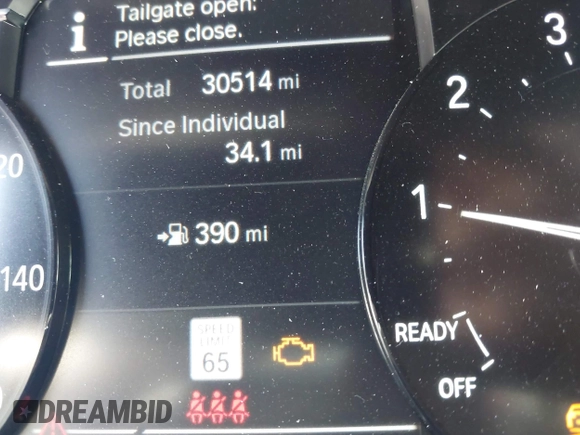 Tailgate open:
Please close.
Total 30514 mi
Since Individual
34.1 mi
390 mi
SPEED
LIMIT
65
20
140
3
2
1
READY
OFF
DREAMBID